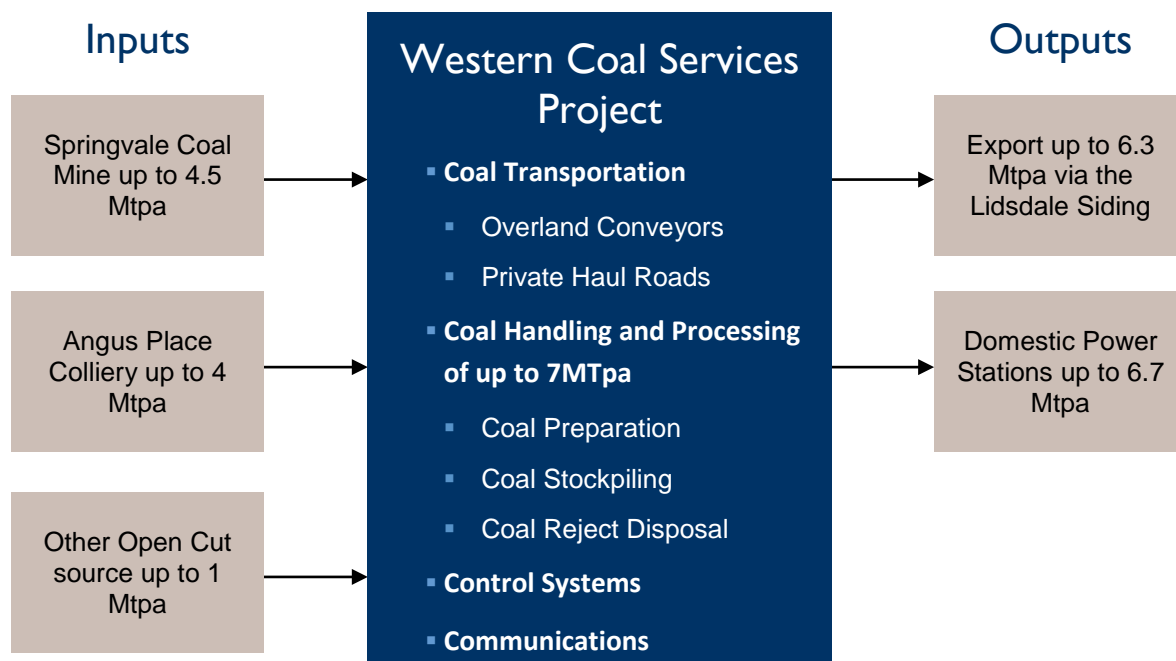 Inputs
Springvale Coal
Mine up to 4.5
Mtpa
Angus Place
Colliery up to 4
Mtpa
Other Open Cut
source up to 1
Mtpa
Western Coal Services
Project
▪ Coal Transportation
▪ Overland Conveyors
▪ Private Haul Roads
▪ Coal Handling and Processing
of up to 7MTpa
▪ Coal Preparation
▪ Coal Stockpiling
▪ Coal Reject Disposal
▪ Control Systems
▪ Communications
Outputs
Export up to 6.3
Mtpa via the
Lidsdale Siding
Domestic Power
Stations up to 6.7
Mtpa